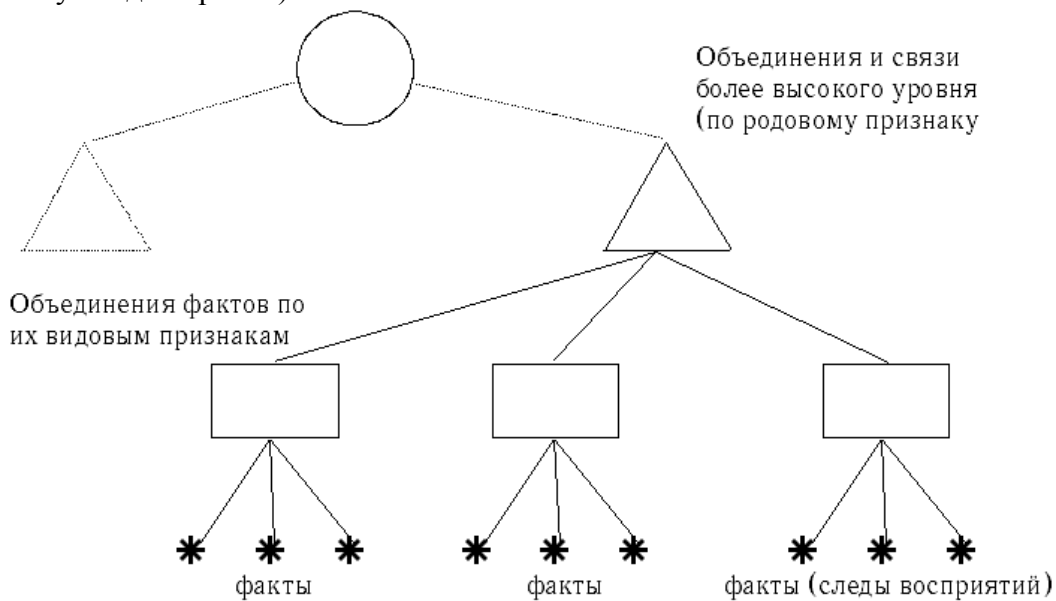 Объединения и связи
более высокого уровня
(по родовому признаку
Объединения фактов по
их видовым признакам
факты
факты
факты (следы восприятий)